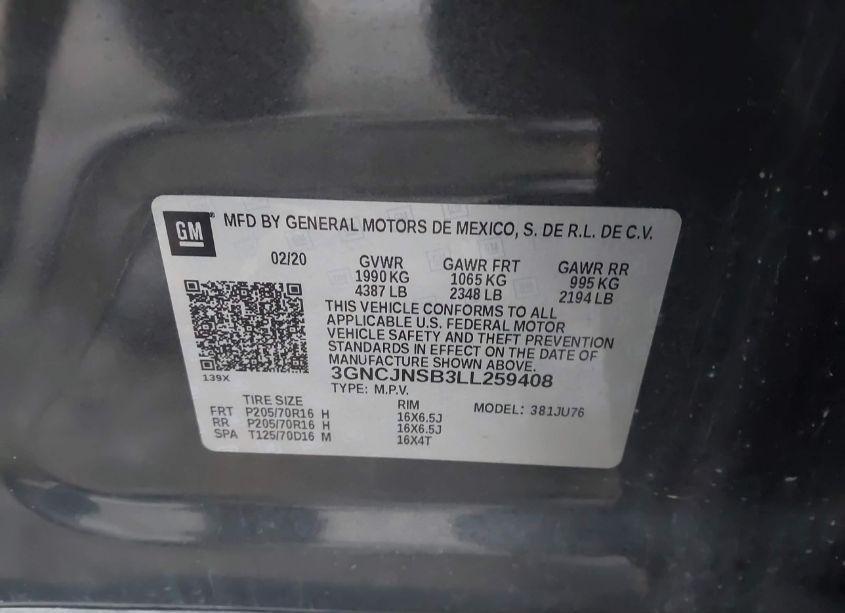 GM MFD BY GENERAL MOTORS DE MEXICO, S. DE R.L. DE C.V.
02/20 GVWR GAWR FRT GAWR RR
1990 KG 1065 KG 995 KG
4387 LB 2348 LB 2194 LB
THIS VEHICLE CONFORMS TO ALL
APPLICABLE U.S. FEDERAL MOTOR
VEHICLE SAFETY AND THEFT PREVENTION
STANDARDS IN EFFECT ON THE DATE OF
MANUFACTURE SHOWN ABOVE.
139X 3GNCJNSB3LL259408
TYPE: M.P.V.
TIRE SIZE RIM MODEL: 381JU76
FRT P205/70R16 H 16X6.5J
RR P205/70R16 H 16X6.5J
SPA T125/70D16 M 16X4T